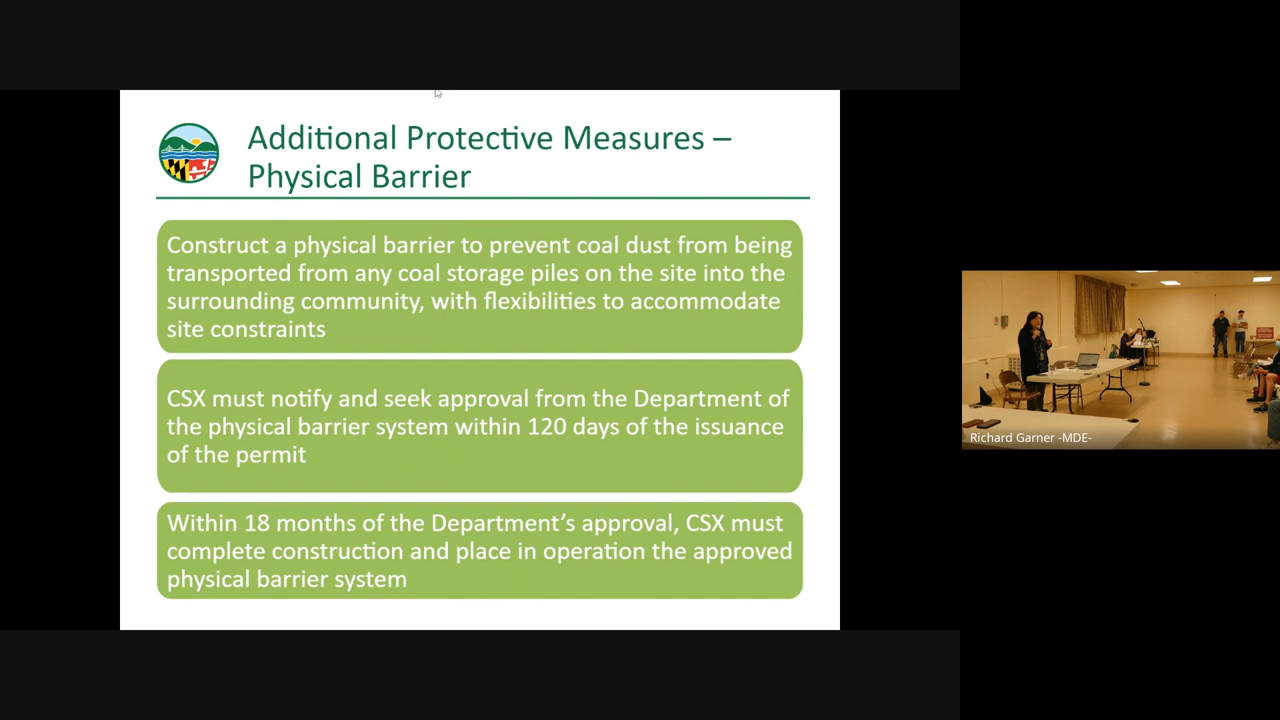 Additional Protective Measures –
Physical Barrier
Construct a physical barrier to prevent coal dust from being
transported from any coal storage piles on the site into the
surrounding community, with flexibilities to accommodate
site constraints
CSX must notify and seek approval from the Department of
the physical barrier system within 120 days of the issuance
of the permit
Within 18 months of the Department's approval, CSX must
complete construction and place in operation the approved
physical barrier system
Richard Garner -MDE-